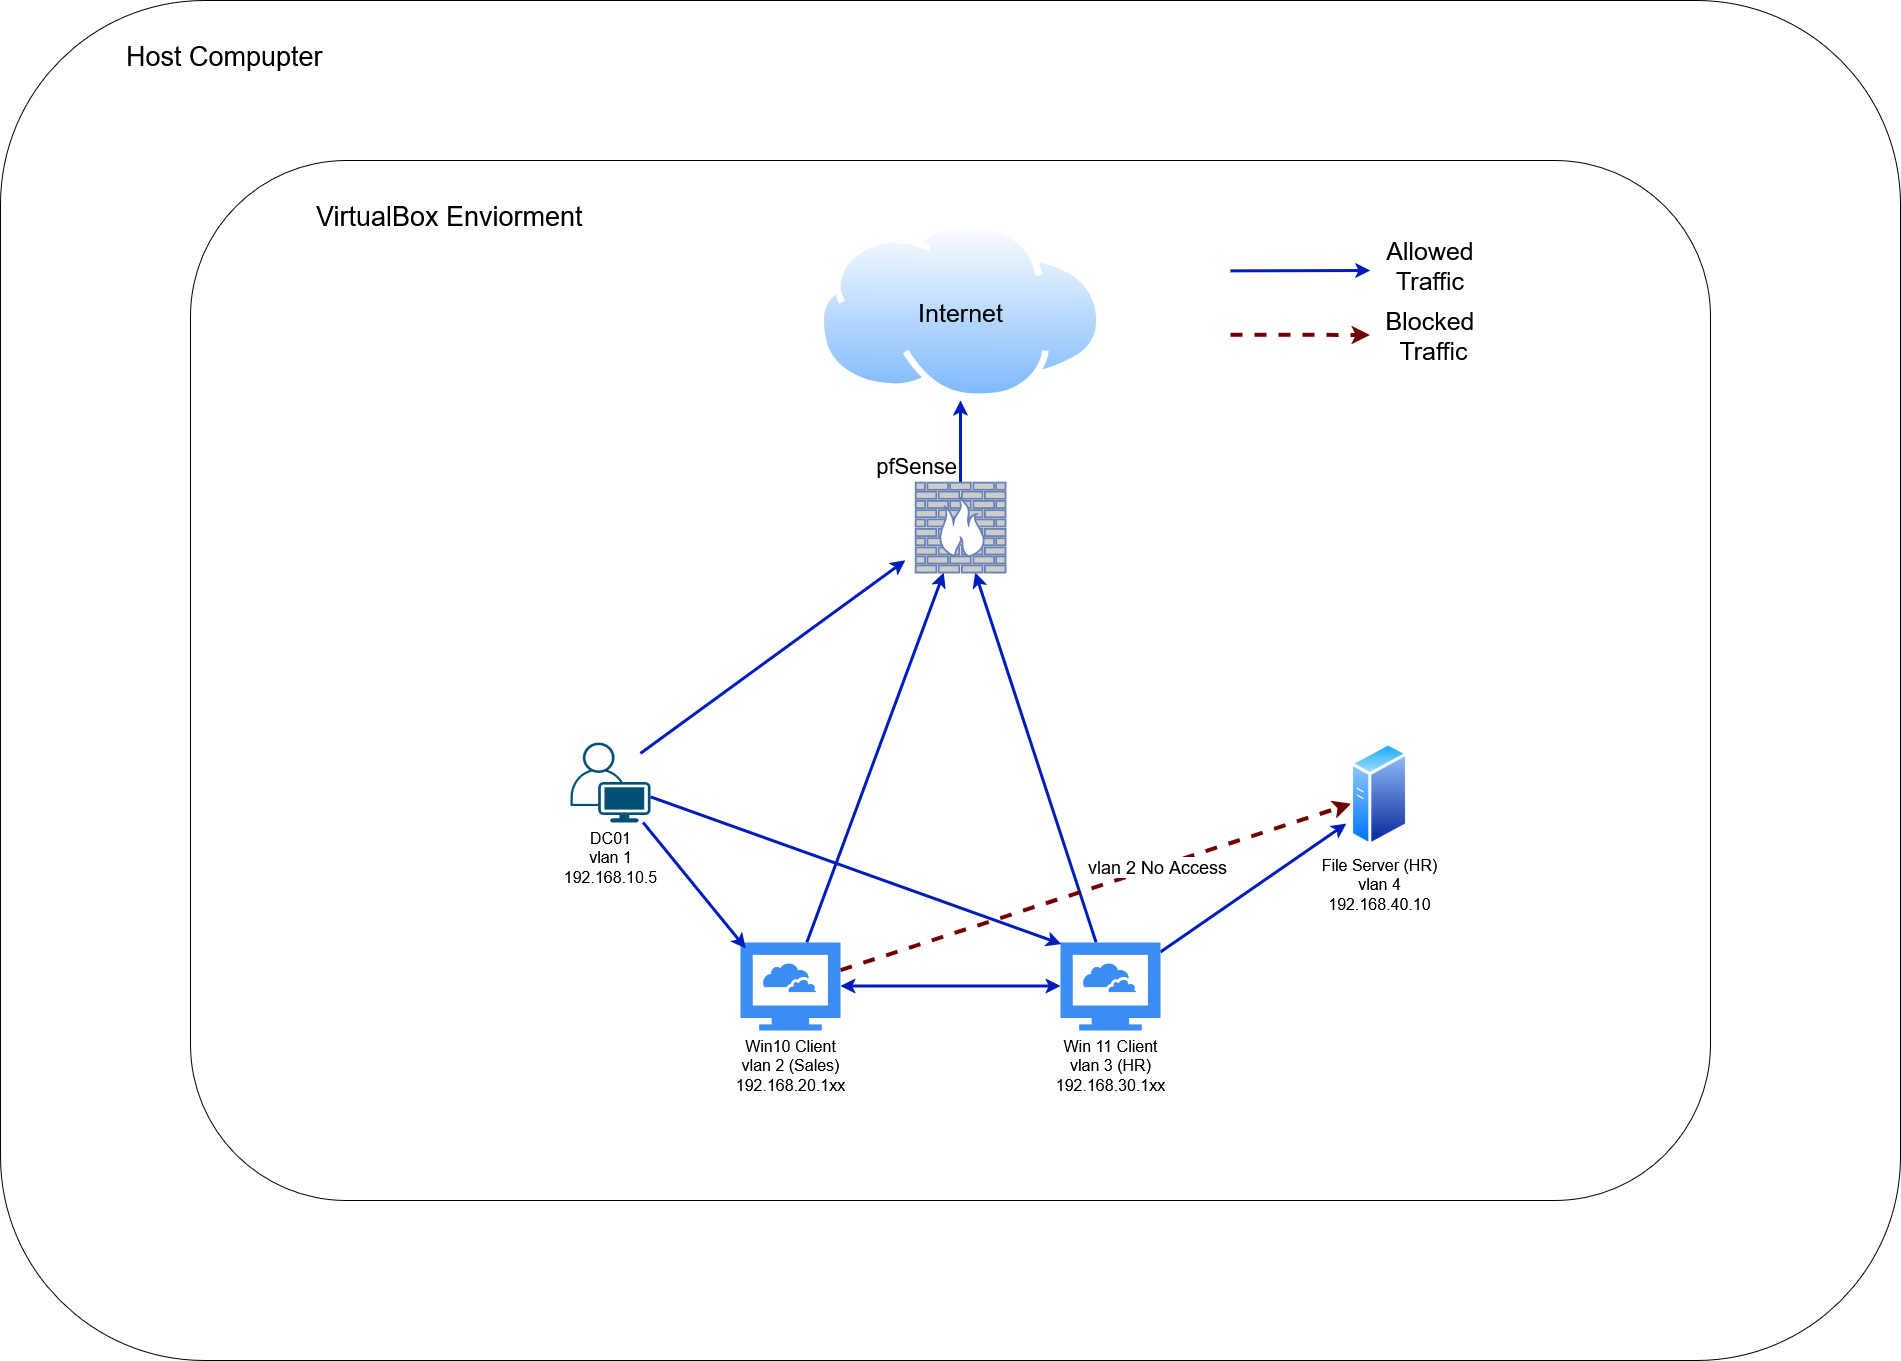 Host Compupter
VirtualBox Enviorment
Internet
Allowed
Traffic
Blocked
Traffic
pfSense
DC01
vlan 1
192.168.10.5
vlan 2 No Access
File Server (HR)
vlan 4
192.168.40.10
Win10 Client
vlan 2 (Sales)
192.168.20.1xx
Win 11 Client
vlan 3 (HR)
192.168.30.1xx